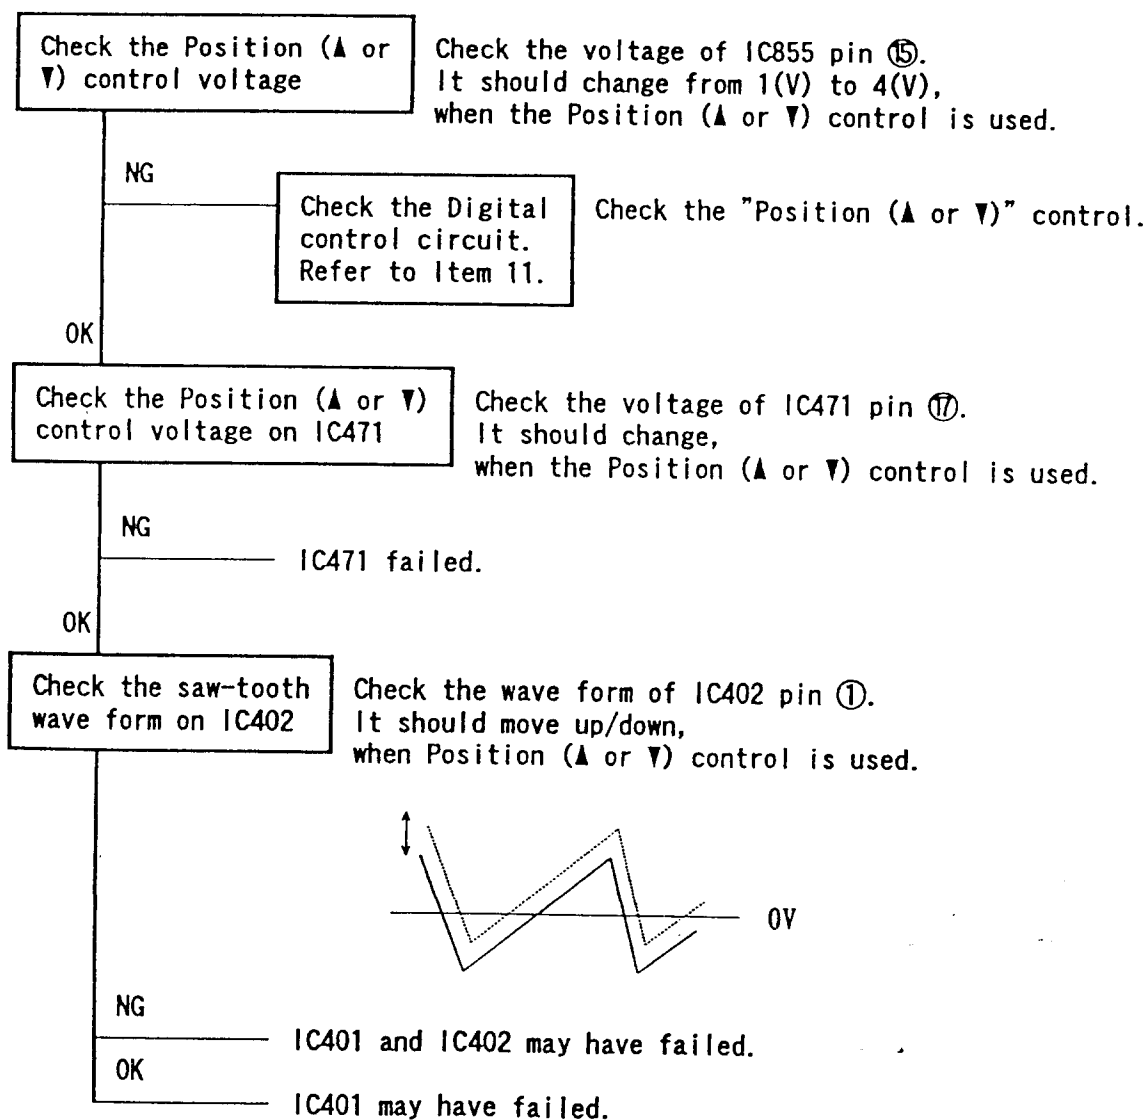 Check the Position (▲ or
▼) control voltage
Check the voltage of IC855 pin ⑮.
It should change from 1(V) to 4(V),
when the Position (▲ or ▼) control is used.
NG
Check the Digital
control circuit.
Refer to Item 11.
Check the "Position (▲ or ▼)" control.
OK
Check the Position (▲ or ▼)
control voltage on IC471
Check the voltage of IC471 pin ⑰.
It should change,
when the Position (▲ or ▼) control is used.
NG
IC471 failed.
OK
Check the saw-tooth
wave form on IC402
Check the wave form of IC402 pin ①.
It should move up/down,
when Position (▲ or ▼) control is used.
0V
NG
IC401 and IC402 may have failed.
OK
IC401 may have failed.